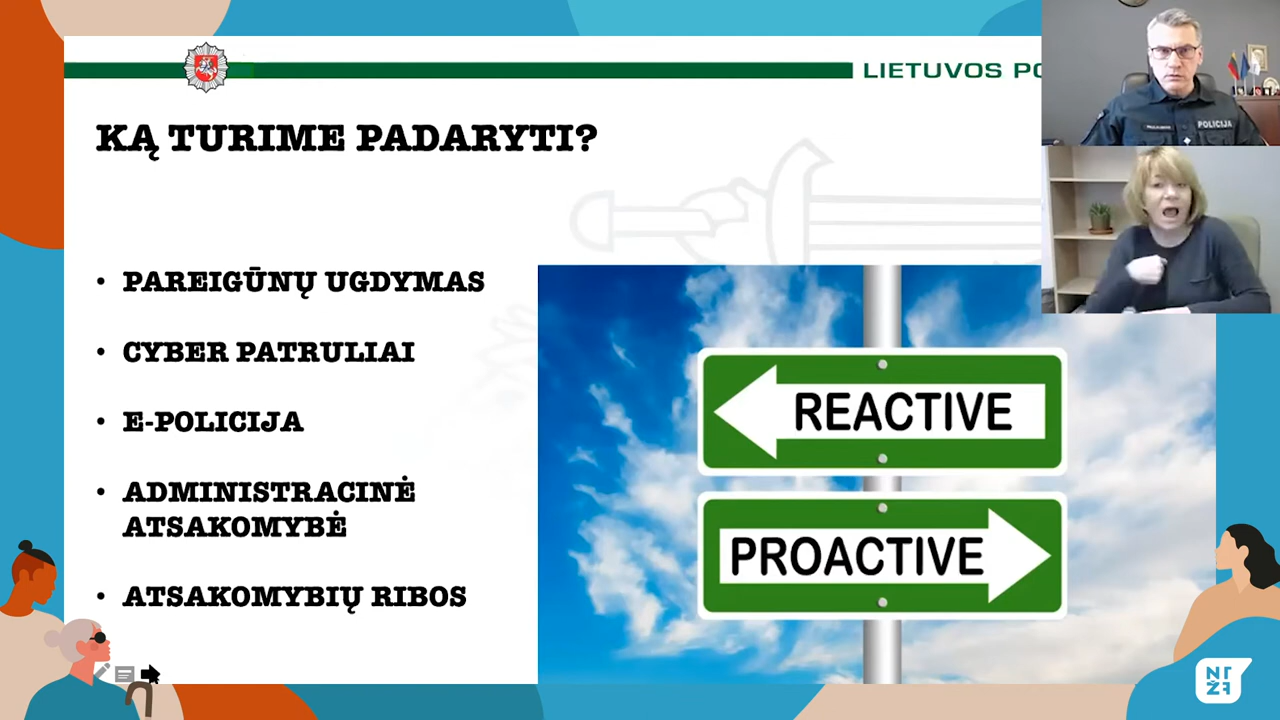 LIETUVOS PO
KĄ TURIME PADARYTI?
• PAREIGŪNŲ UGDYMAS
• CYBER PATRULIAI
• E-POLICIJA
• ADMINISTRACINĖ
ATSAKOMYBĖ
• ATSAKOMYBIŲ RIBOS
REACTIVE
PROACTIVE
POLICIJA